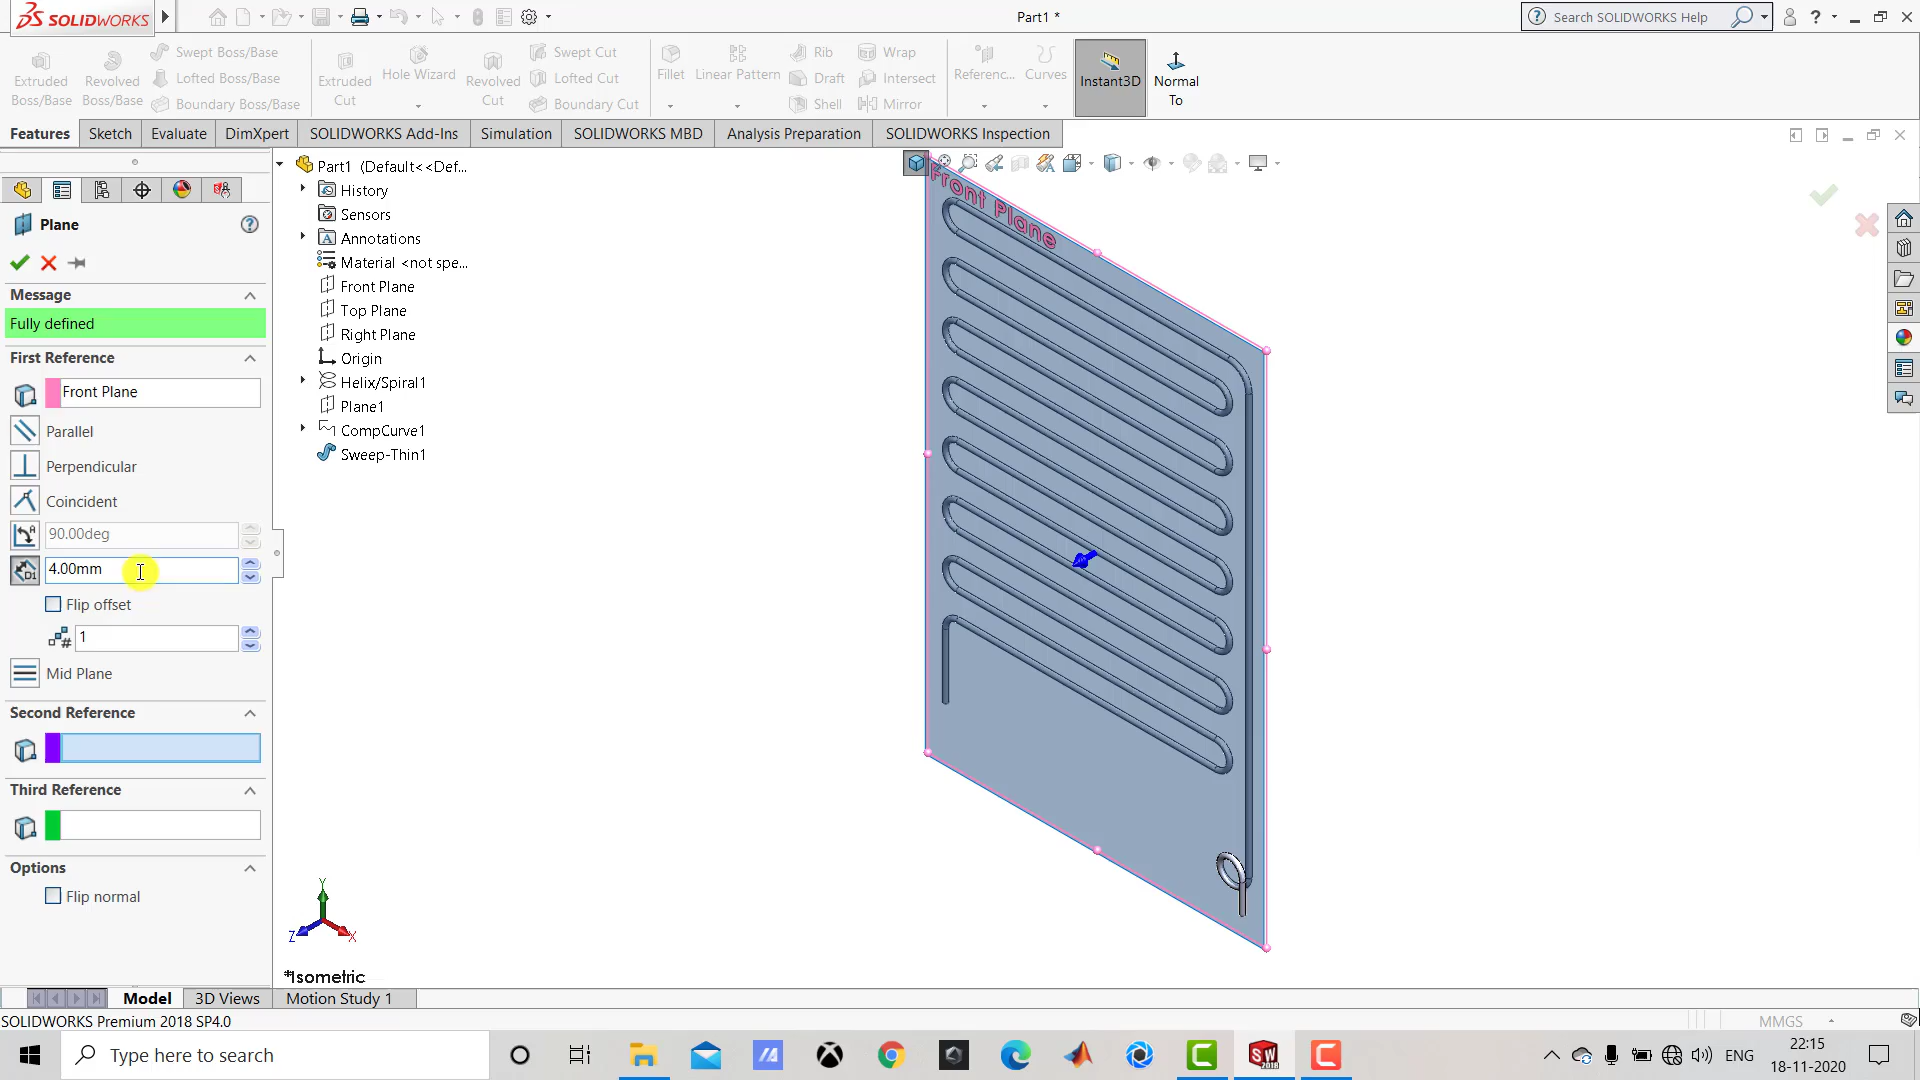 SOLIDWORKS
Part1 *
Search SOLIDWORKS Help
Extruded Boss/Base
Revolved Boss/Base
Swept Boss/Base
Lofted Boss/Base
Boundary Boss/Base
Extruded Cut
Hole Wizard
Revolved Cut
Swept Cut
Lofted Cut
Boundary Cut
Fillet
Linear Pattern
Rib
Draft
Shell
Wrap
Intersect
Mirror
Referenc...
Curves
Instant3D
Normal To
Features
Sketch
Evaluate
DimXpert
SOLIDWORKS Add-Ins
Simulation
SOLIDWORKS MBD
Analysis Preparation
SOLIDWORKS Inspection
Plane
Message
Fully defined
First Reference
Front Plane
Parallel
Perpendicular
Coincident
90.00deg
4.00mm
Flip offset
1
Mid Plane
Second Reference
Third Reference
Options
Flip normal
Part1 (Default<<Def...
History
Sensors
Annotations
Material <not spe...
Front Plane
Top Plane
Right Plane
Origin
Helix/Spiral1
Plane1
CompCurve1
Sweep-Thin1
Front Plane
Y
Z
X
*Isometric
Model
3D Views
Motion Study 1
SOLIDWORKS Premium 2018 SP4.0
MMGS
Type here to search
SW
2018
ENG
22:15
18-11-2020